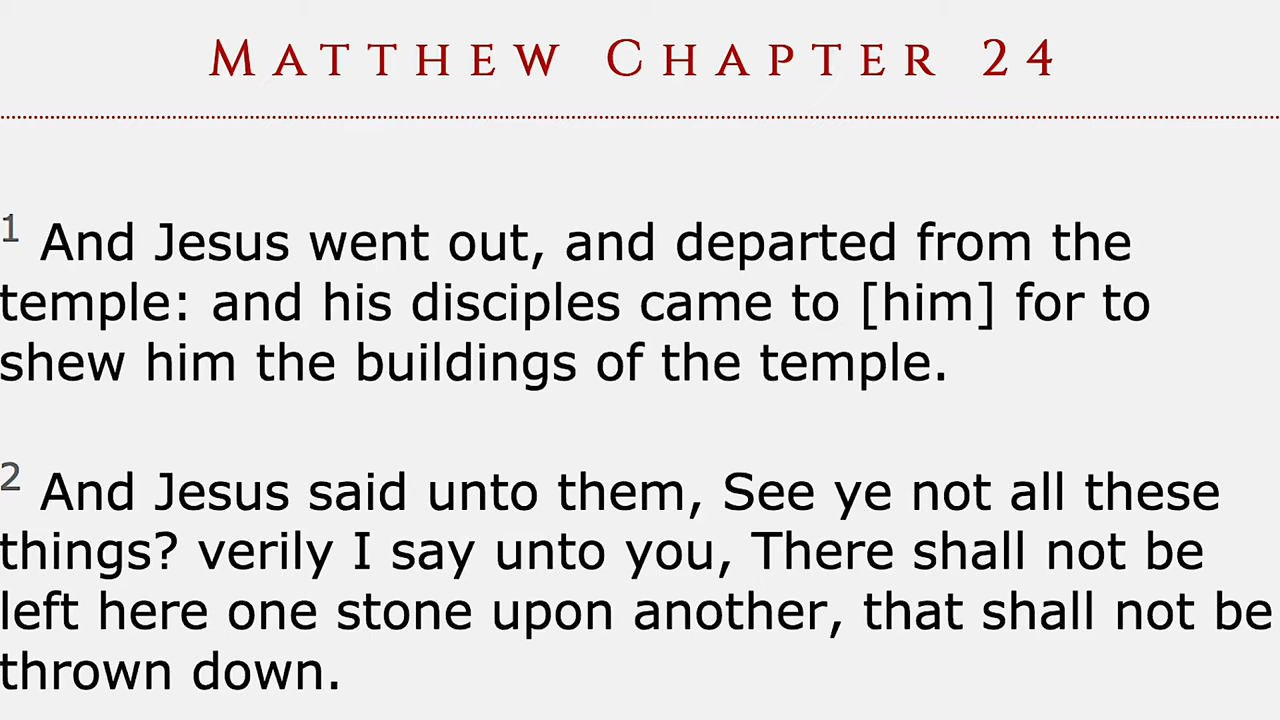 MATTHEW CHAPTER 24
1 And Jesus went out, and departed from the
temple: and his disciples came to [him] for to
shew him the buildings of the temple.
2 And Jesus said unto them, See ye not all these
things? verily I say unto you, There shall not be
left here one stone upon another, that shall not be
thrown down.